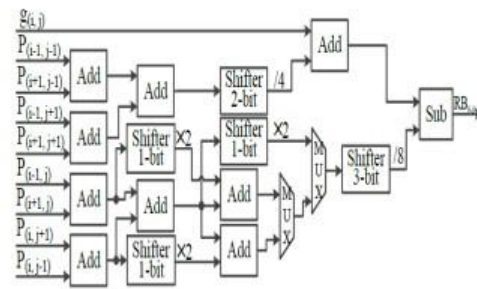 g(i, j)
P(i-1, j-1)
P(i+1, j-1)
P(i-1, j+1)
P(i+1, j+1)
P(i-1, j)
P(i+1, j)
P(i, j+1)
P(i, j-1)
Add
Add
Add
Add
Add
Shifter
1-bit
×2
Add
Shifter
1-bit
×2
Shifter
2-bit
/4
Shifter
1-bit
×2
Add
Add
Add
MUX
MUX
Shifter
3-bit
/8
Sub
RB